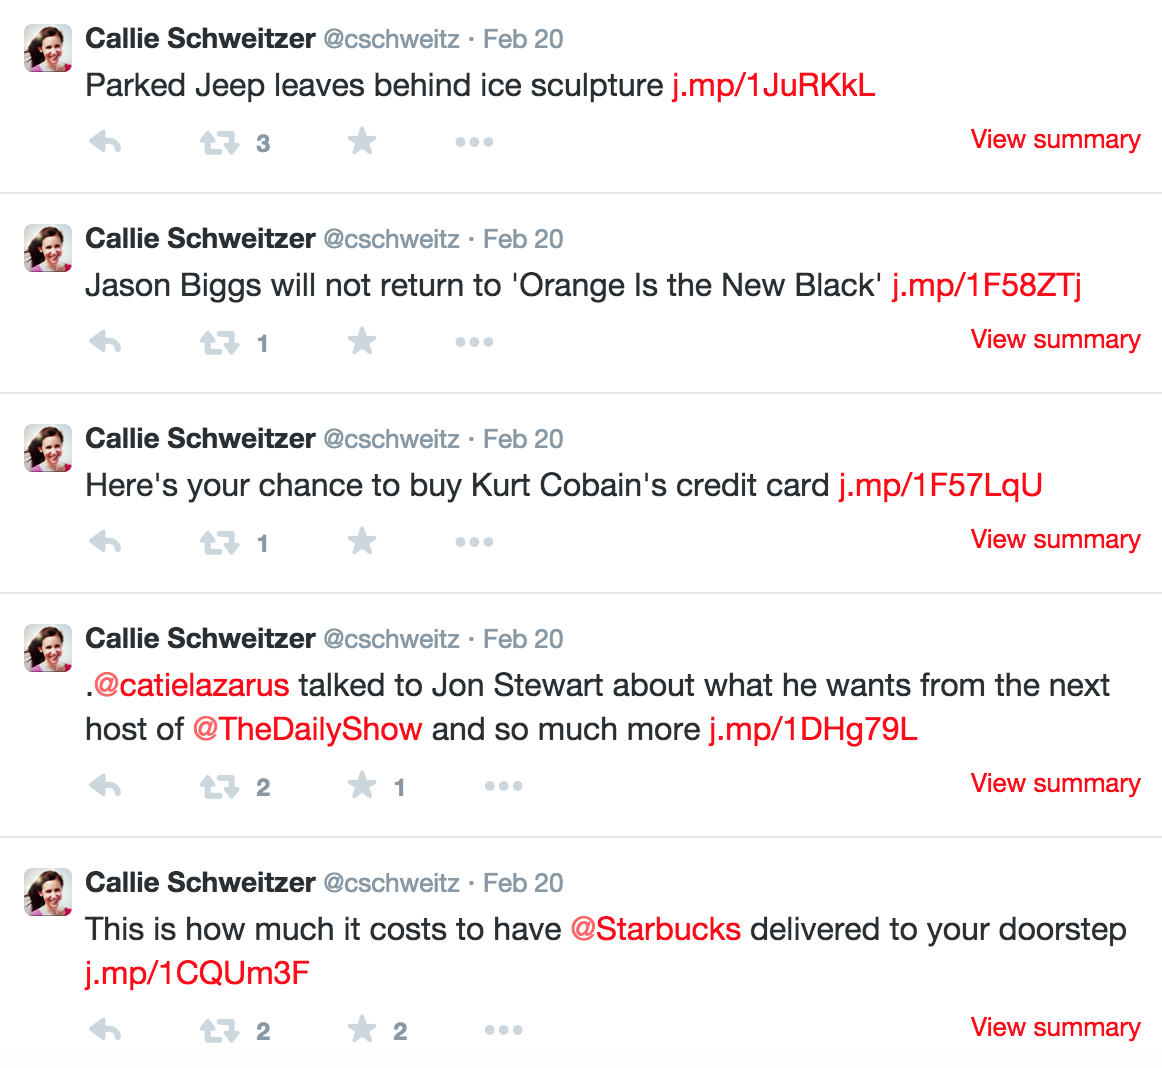 Callie Schweitzer @cschweitz · Feb 20
Parked Jeep leaves behind ice sculpture j.mp/1JuRKkL
3 View summary
Callie Schweitzer @cschweitz · Feb 20
Jason Biggs will not return to 'Orange Is the New Black' j.mp/1F58ZTj
1 View summary
Callie Schweitzer @cschweitz · Feb 20
Here's your chance to buy Kurt Cobain's credit card j.mp/1F57LqU
1 View summary
Callie Schweitzer @cschweitz · Feb 20
.@catielazarus talked to Jon Stewart about what he wants from the next
host of @TheDailyShow and so much more j.mp/1DHg79L
2 1 View summary
Callie Schweitzer @cschweitz · Feb 20
This is how much it costs to have @Starbucks delivered to your doorstep
j.mp/1CQUm3F
2 2 View summary